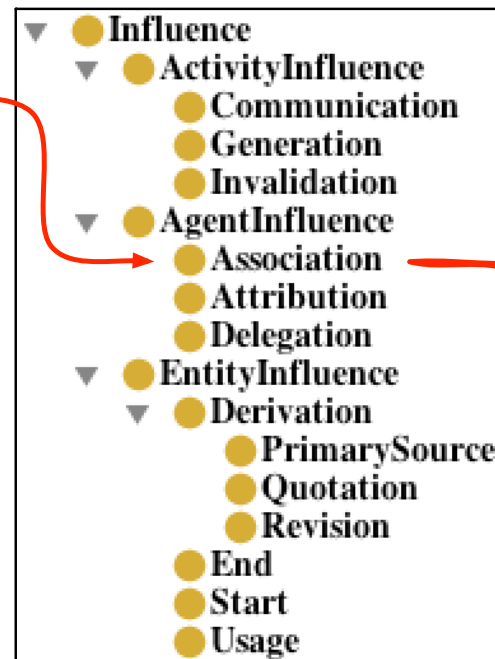 Influence
ActivityInfluence
Communication
Generation
Invalidation
AgentInfluence
Association
Attribution
Delegation
EntityInfluence
Derivation
PrimarySource
Quotation
Revision
End
Start
Usage